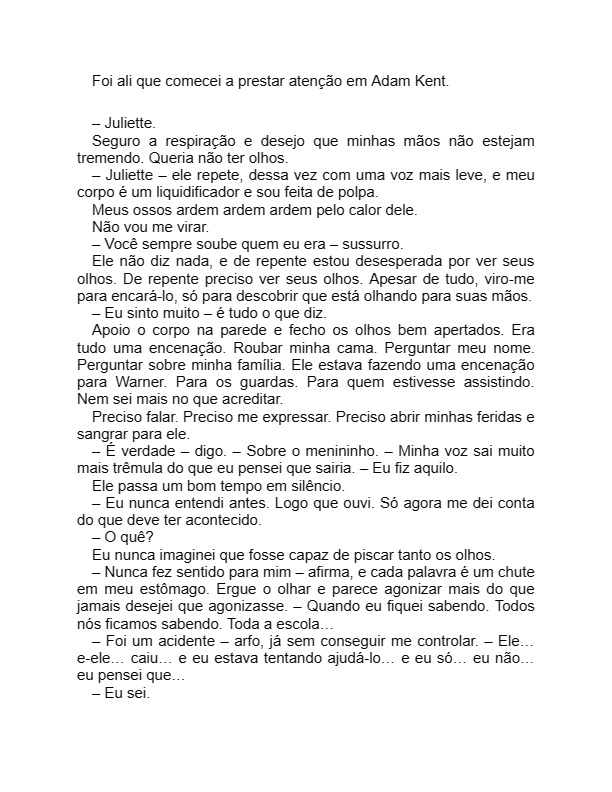 Foi ali que comecei a prestar atenção em Adam Kent.
– Juliette.
Seguro a respiração e desejo que minhas mãos não estejam
tremendo. Queria não ter olhos.
– Juliette – ele repete, dessa vez com uma voz mais leve, e meu
corpo é um liquidificador e sou feita de polpa.
Meus ossos ardem ardem ardem pelo calor dele.
Não vou me virar.
– Você sempre soube quem eu era – sussurro.
Ele não diz nada, e de repente estou desesperada por ver seus
olhos. De repente preciso ver seus olhos. Apesar de tudo, viro-me
para encará-lo, só para descobrir que está olhando para suas mãos.
– Eu sinto muito – é tudo o que diz.
Apoio o corpo na parede e fecho os olhos bem apertados. Era
tudo uma encenação. Roubar minha cama. Perguntar meu nome.
Perguntar sobre minha família. Ele estava fazendo uma encenação
para Warner. Para os guardas. Para quem estivesse assistindo.
Nem sei mais no que acreditar.
Preciso falar. Preciso me expressar. Preciso abrir minhas feridas e
sangrar para ele.
– É verdade – digo. – Sobre o menininho. – Minha voz sai muito
mais trêmula do que eu pensei que sairia. – Eu fiz aquilo.
Ele passa um bom tempo em silêncio.
– Eu nunca entendi antes. Logo que ouvi. Só agora me dei conta
do que deve ter acontecido.
– O quê?
Eu nunca imaginei que fosse capaz de piscar tanto os olhos.
– Nunca fez sentido para mim – afirma, e cada palavra é um chute
em meu estômago. Ergue o olhar e parece agonizar mais do que
jamais desejei que agonizasse. – Quando eu fiquei sabendo. Todos
nós ficamos sabendo. Toda a escola…
– Foi um acidente – arfo, já sem conseguir me controlar. – Ele…
e-ele… caiu… e eu estava tentando ajudá-lo… e eu só… eu não…
eu pensei que…
– Eu sei.